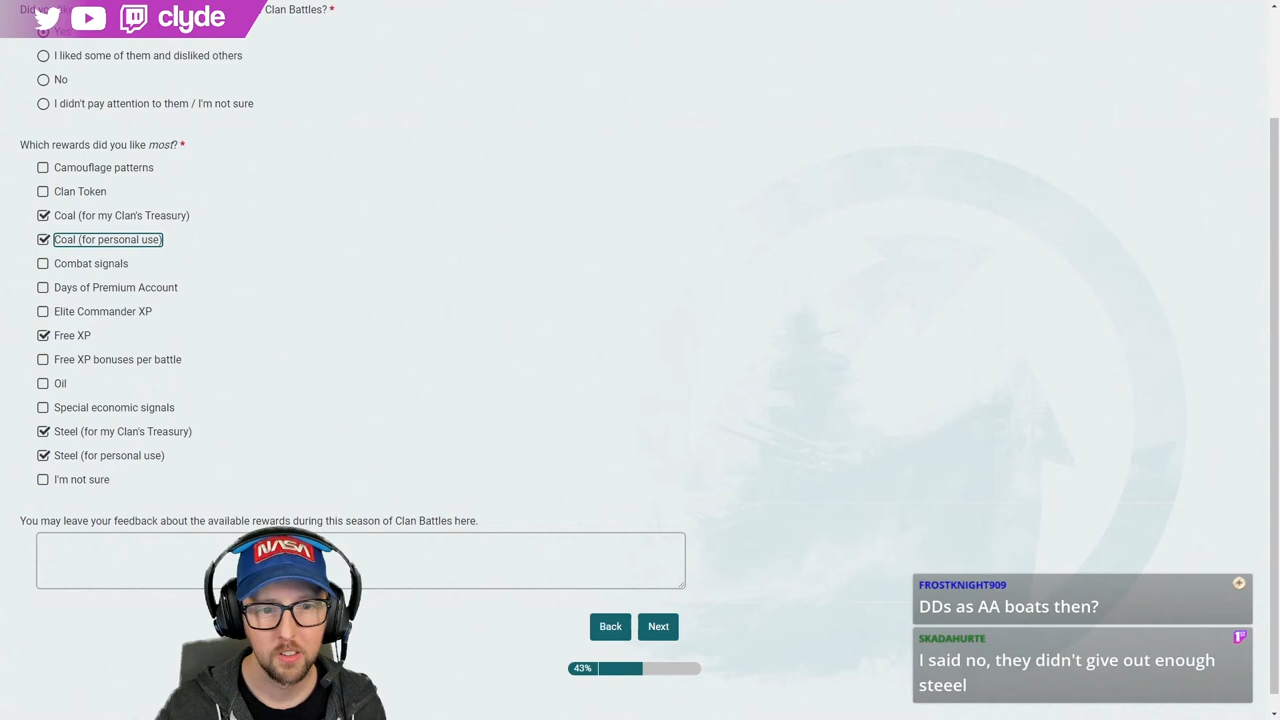 Clan Battles? *
clyde
Yes
I liked some of them and disliked others
No
I didn't pay attention to them / I'm not sure
Which rewards did you like most? *
Camouflage patterns
Clan Token
Coal (for my Clan's Treasury)
Coal (for personal use)
Combat signals
Days of Premium Account
Elite Commander XP
Free XP
Free XP bonuses per battle
Oil
Special economic signals
Steel (for my Clan's Treasury)
Steel (for personal use)
I'm not sure
You may leave your feedback about the available rewards during this season of Clan Battles here.
NASA
Back
Next
43%
FROSTKNIGHT909
DDs as AA boats then?
SKADAHURTE
I said no, they didn't give out enough
steeel